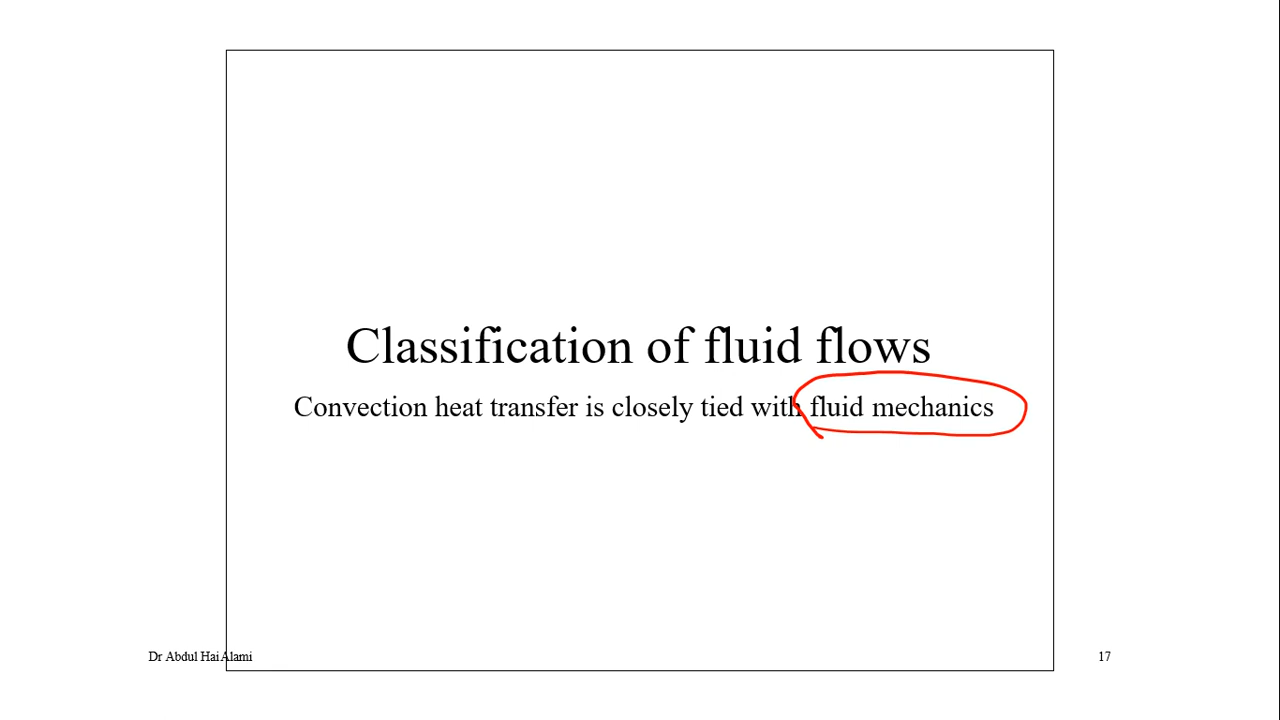 Classification of fluid flows
Convection heat transfer is closely tied with fluid mechanics
Dr Abdul Hai Alami
17